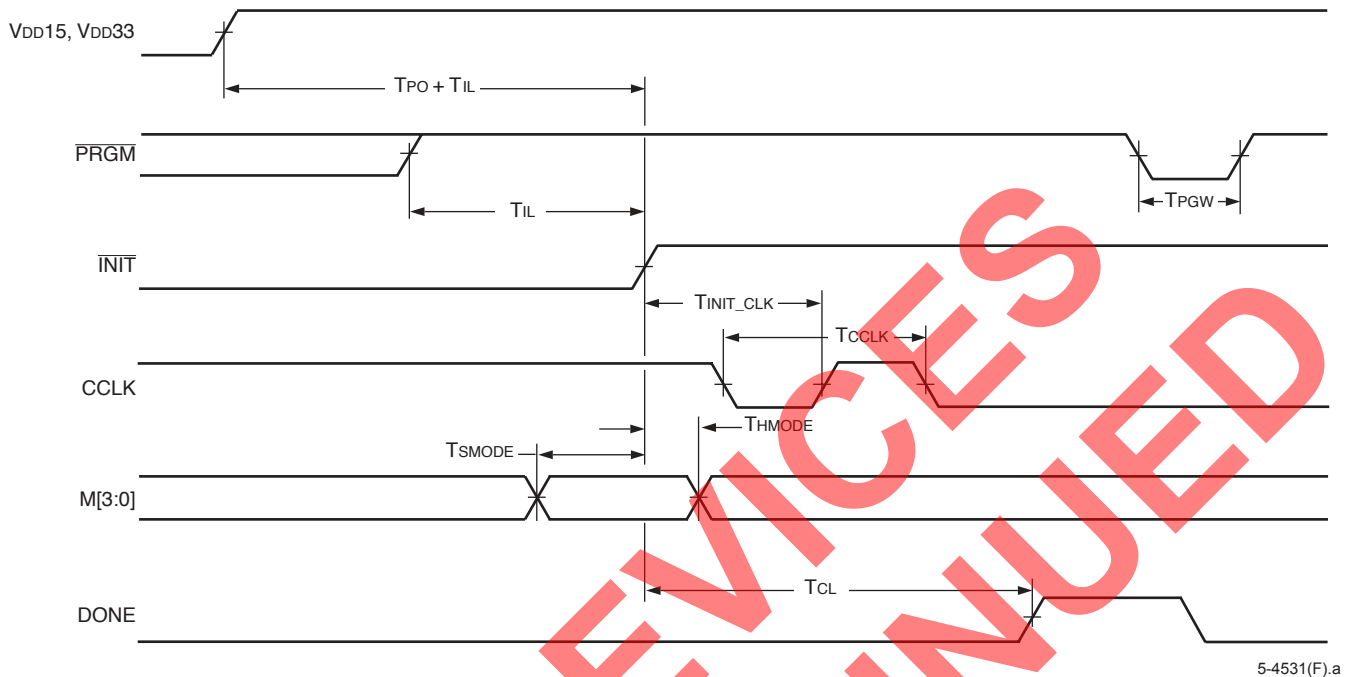 VDD15, VDD33
TPO + TIL
PRGM
TIL
TPGW
INIT
TINIT_CLK
TCCLK
CCLK
THMODE
TSMODE
M[3:0]
TCL
DONE
5-4531(F).a